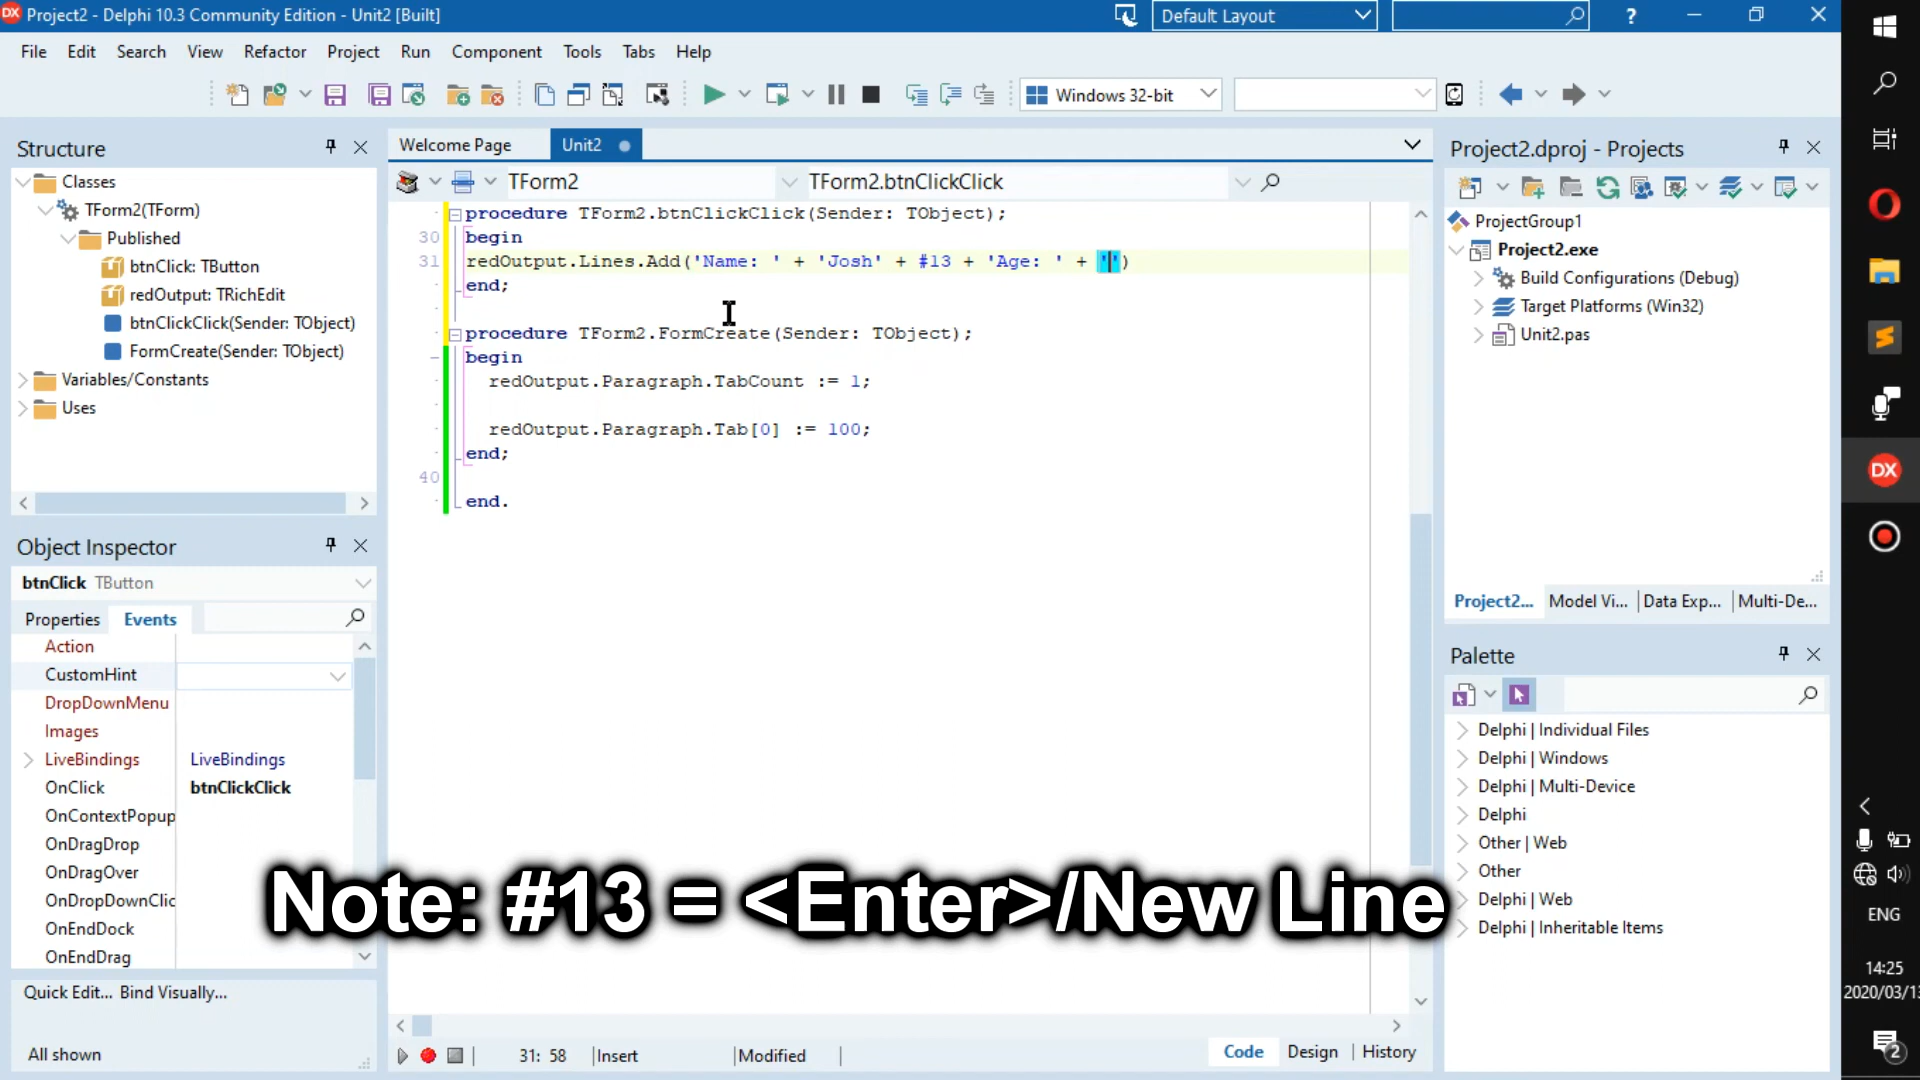 Project2 - Delphi 10.3 Community Edition - Unit2 [Built]
Default Layout
?
File Edit Search View Refactor Project Run Component Tools Tabs Help
Windows 32-bit
Structure
Classes
TForm2(TForm)
Published
btnClick: TButton
redOutput: TRichEdit
btnClickClick(Sender: TObject)
FormCreate(Sender: TObject)
Variables/Constants
Uses
Object Inspector
btnClick TButton
Properties Events
Action
CustomHint
DropDownMenu
Images
LiveBindings LiveBindings
OnClick btnClickClick
OnContextPopup
OnDragDrop
OnDragOver
OnDropDownClic
OnEndDock
OnEndDrag
Quick Edit... Bind Visually...
All shown
Welcome Page Unit2
TForm2 TForm2.btnClickClick
procedure TForm2.btnClickClick(Sender: TObject);
30 begin
31 redOutput.Lines.Add('Name: ' + 'Josh' + #13 + 'Age: ' + '')
end;
procedure TForm2.FormCreate(Sender: TObject);
begin
redOutput.Paragraph.TabCount := 1;
redOutput.Paragraph.Tab[0] := 100;
end;
40
end.
Note: #13 = <Enter>/New Line
31: 58 Insert Modified
Code Design History
Project2.dproj - Projects
ProjectGroup1
Project2.exe
Build Configurations (Debug)
Target Platforms (Win32)
Unit2.pas
Project2... Model Vi... Data Exp... Multi-De...
Palette
Delphi | Individual Files
Delphi | Windows
Delphi | Multi-Device
Delphi
Other | Web
Other
Delphi | Web
Delphi | Inheritable Items
DX
DX
ENG
14:25
2020/03/13
2